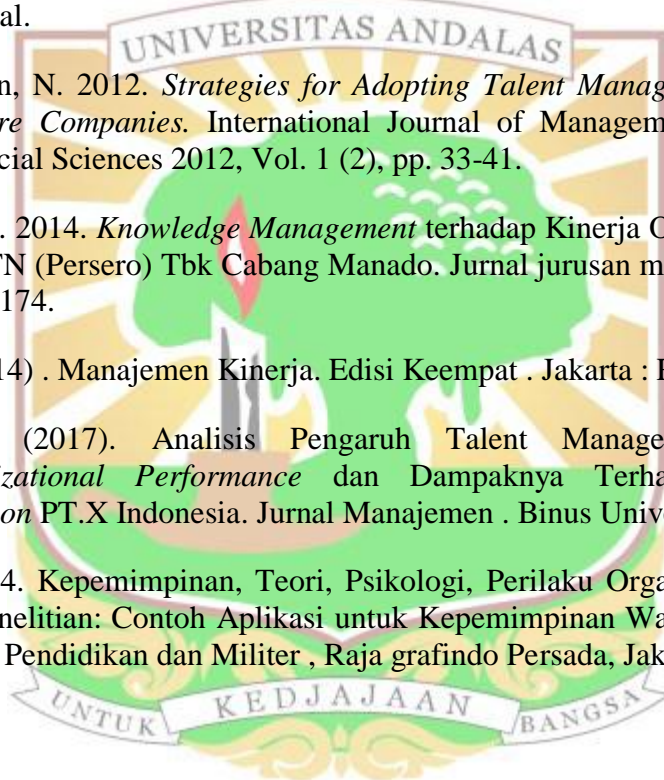 al.
UNIVERSITAS ANDALAS
n, N. 2012. Strategies for Adopting Talent Manag
re Companies. International Journal of Managem
cial Sciences 2012, Vol. 1 (2), pp. 33-41.
. 2014. Knowledge Management terhadap Kinerja O
TN (Persero) Tbk Cabang Manado. Jurnal jurusan m
174.
14) . Manajemen Kinerja. Edisi Keempat . Jakarta :
(2017). Analisis Pengaruh Talent Manage
zational Performance dan Dampaknya Terha
on PT.X Indonesia. Jurnal Manajemen . Binus Unive
4. Kepemimpinan, Teori, Psikologi, Perilaku Orga
nelitian: Contoh Aplikasi untuk Kepemimpinan Wa
Pendidikan dan Militer , Raja grafindo Persada, Jak
UNTUK KEDJAJAAN BANGSA